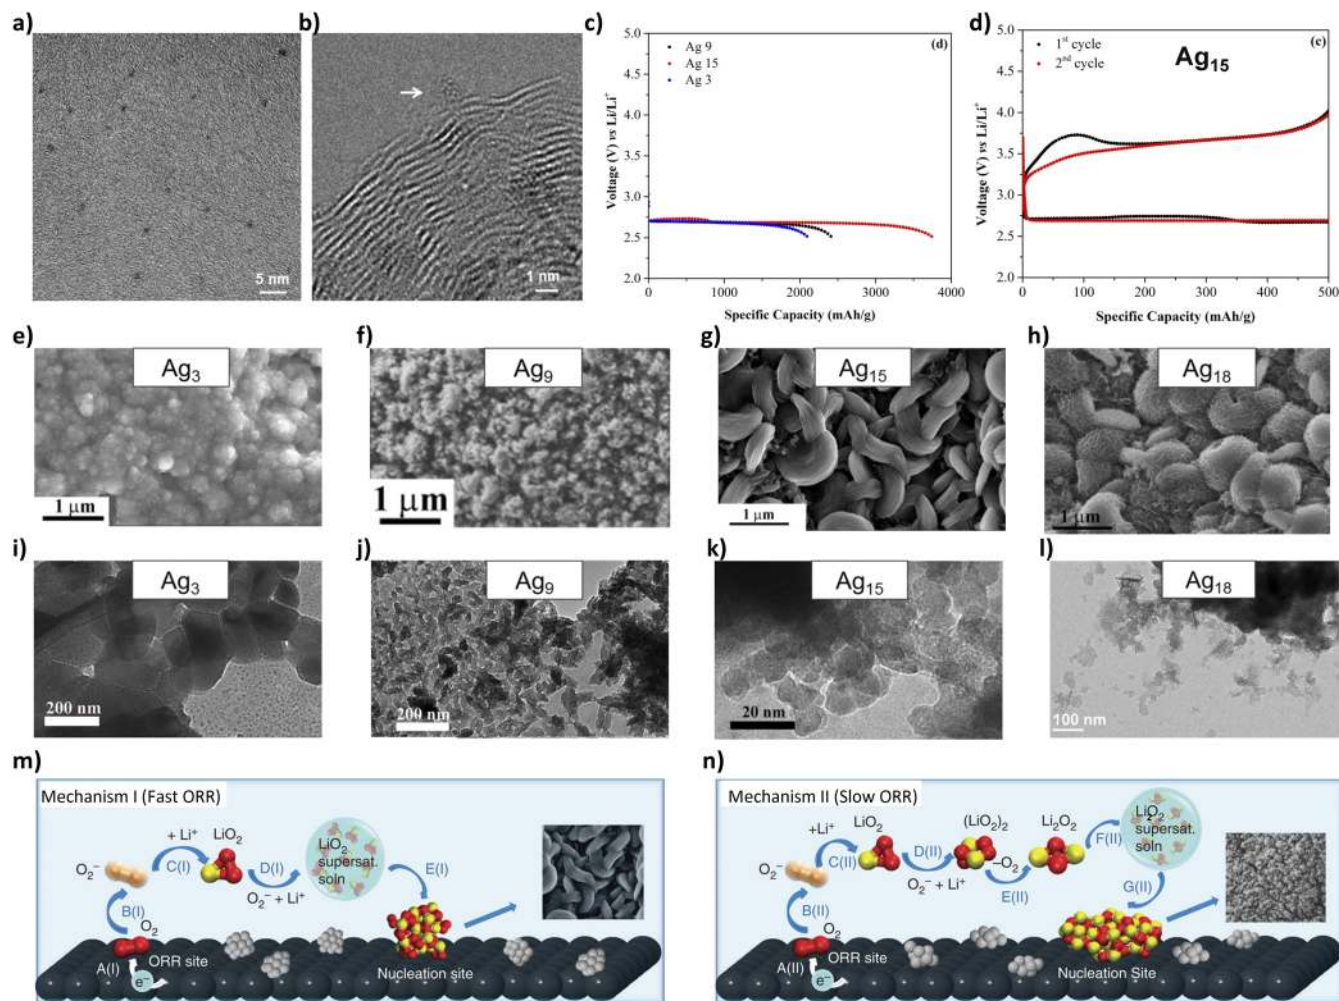 a)
5 nm
b)
1 nm
c)
(d)
Ag 9
Ag 15
Ag 3
Voltage (V) vs Li/Li⁺
5.0
4.5
4.0
3.5
3.0
2.5
2.0
0
1000
2000
3000
4000
Specific Capacity (mAh/g)
d)
(c)
1st cycle
2nd cycle
Ag₁₅
Voltage (V) vs Li/Li⁺
5.0
4.5
4.0
3.5
3.0
2.5
2.0
0
100
200
300
400
500
Specific Capacity (mAh/g)
e)
Ag₃
1 μm
f)
Ag₉
1 μm
g)
Ag₁₅
1 μm
h)
Ag₁₈
1 μm
i)
Ag₃
200 nm
j)
Ag₉
200 nm
k)
Ag₁₅
20 nm
l)
Ag₁₈
100 nm
m)
Mechanism I (Fast ORR)
+ Li⁺
LiO₂
O₂⁻
C(I)
D(I)
O₂⁻ + Li⁺
LiO₂
supersat.
soln
E(I)
B(I)
O₂
A(I)
ORR site
e⁻
Nucleation site
n)
Mechanism II (Slow ORR)
+Li⁺
LiO₂
(LiO₂)₂
Li₂O₂
O₂⁻
C(II)
D(II)
O₂⁻ + Li⁺
–O₂
E(II)
F(II)
LiO₂
supersat.
soln
G(II)
B(II)
O₂
A(II)
ORR site
e⁻
Nucleation Site